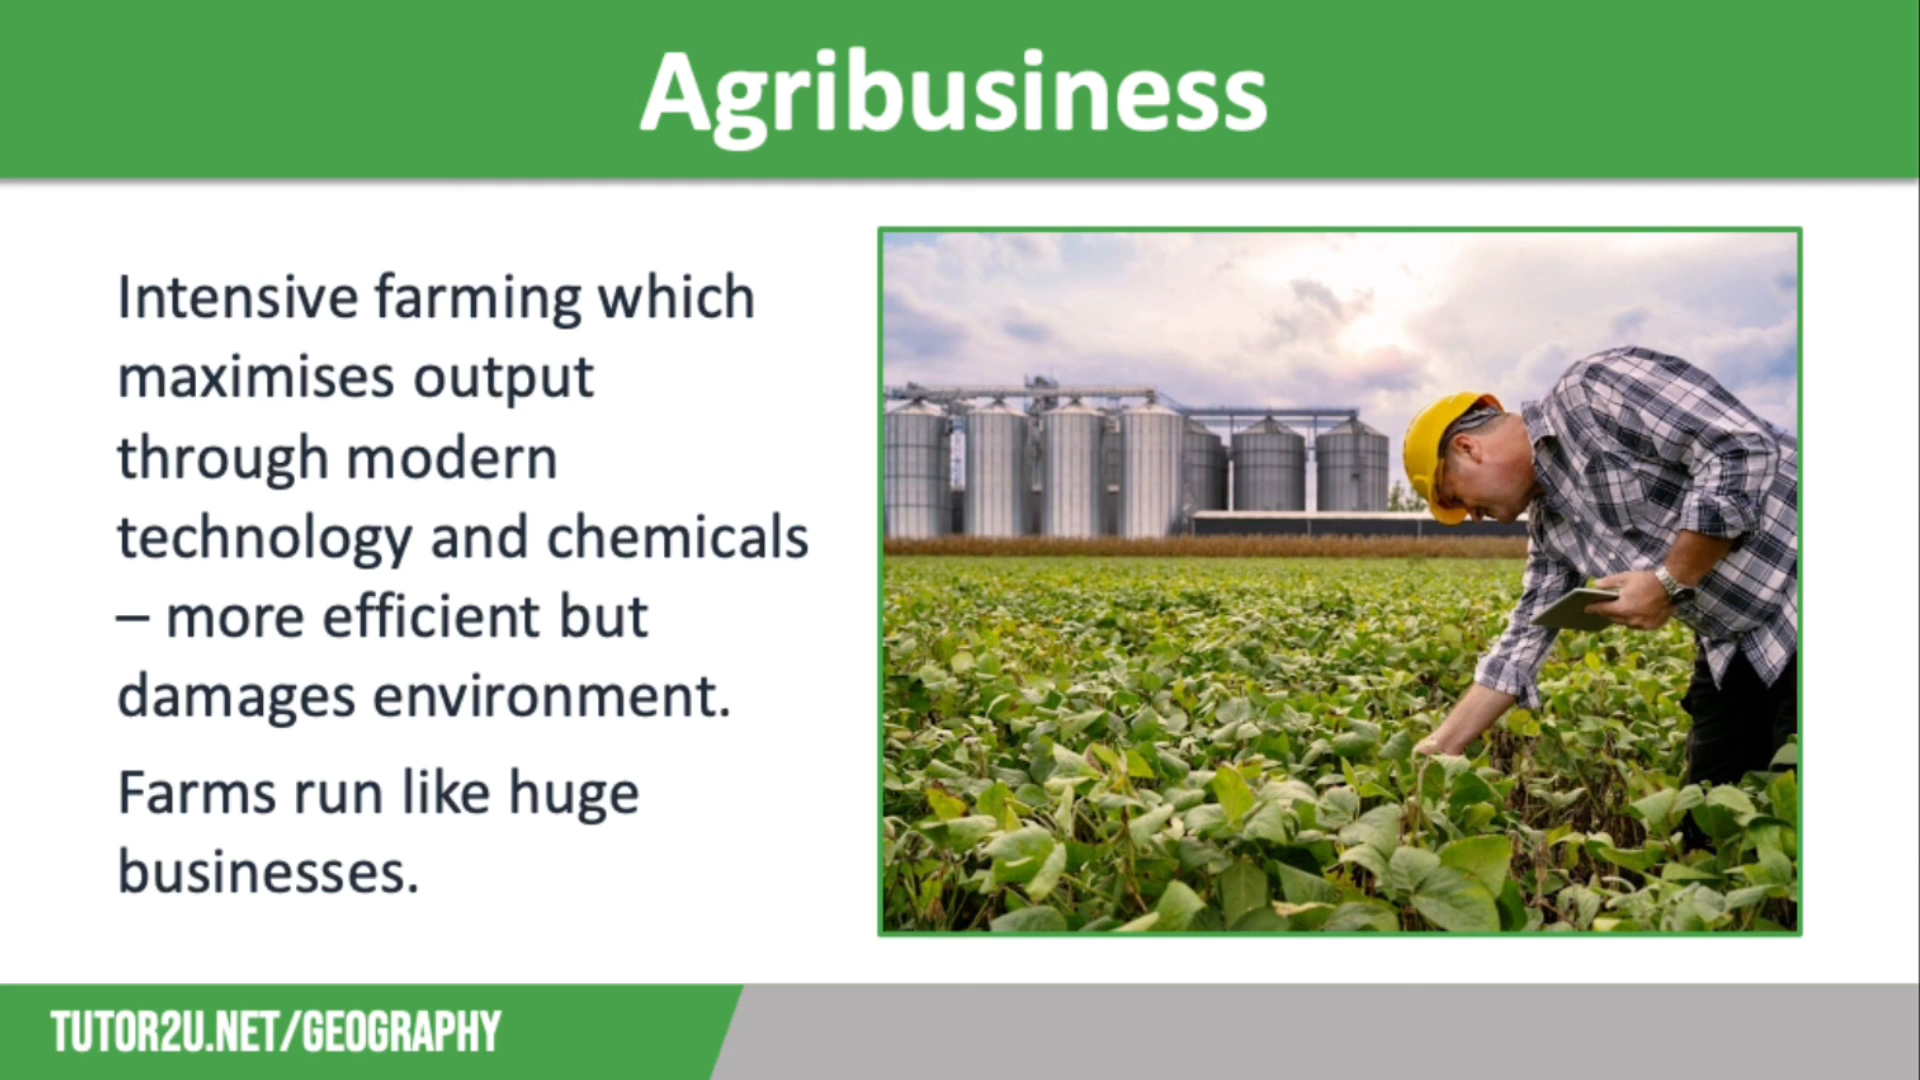 Agribusiness
Intensive farming which
maximises output
through modern
technology and chemicals
– more efficient but
damages environment.
Farms run like huge
businesses.
TUTOR2U.NET/GEOGRAPHY